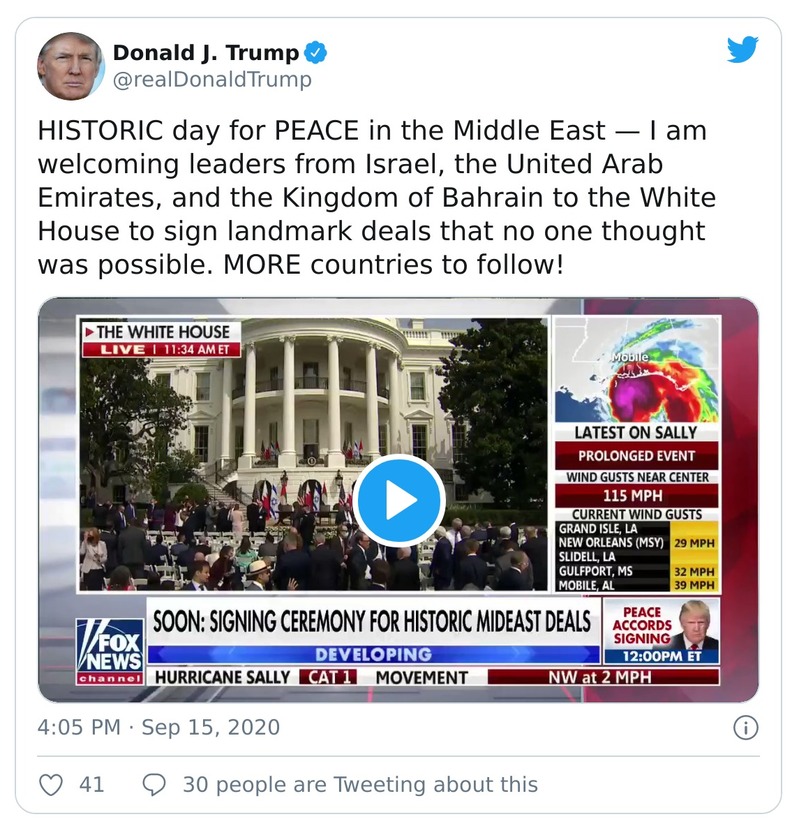 Donald J. Trump
@realDonaldTrump
HISTORIC day for PEACE in the Middle East — I am
welcoming leaders from Israel, the United Arab
Emirates, and the Kingdom of Bahrain to the White
House to sign landmark deals that no one thought
was possible. MORE countries to follow!
THE WHITE HOUSE
LIVE | 11:34 AM ET
Mobile
LATEST ON SALLY
PROLONGED EVENT
WIND GUSTS NEAR CENTER
115 MPH
CURRENT WIND GUSTS
GRAND ISLE, LA
NEW ORLEANS (MSY) 29 MPH
SLIDELL, LA
GULFPORT, MS 32 MPH
MOBILE, AL 39 MPH
SOON: SIGNING CEREMONY FOR HISTORIC MIDEAST DEALS
DEVELOPING
PEACE
ACCORDS
SIGNING
12:00PM ET
FOX
NEWS
channel
HURRICANE SALLY CAT 1 MOVEMENT NW at 2 MPH
4:05 PM · Sep 15, 2020
41 30 people are Tweeting about this